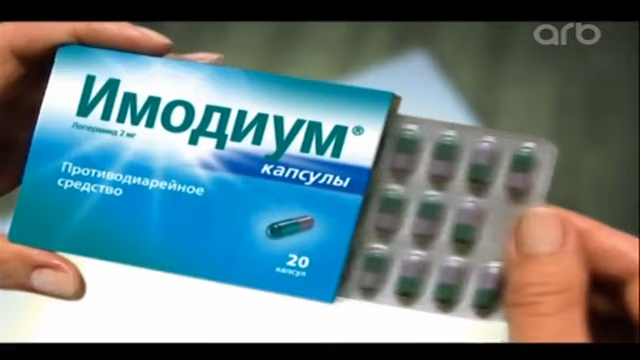 arb
Имодиум®
Лоперамид 2 мг
капсулы
Противодиарейное
средство
20
капсул